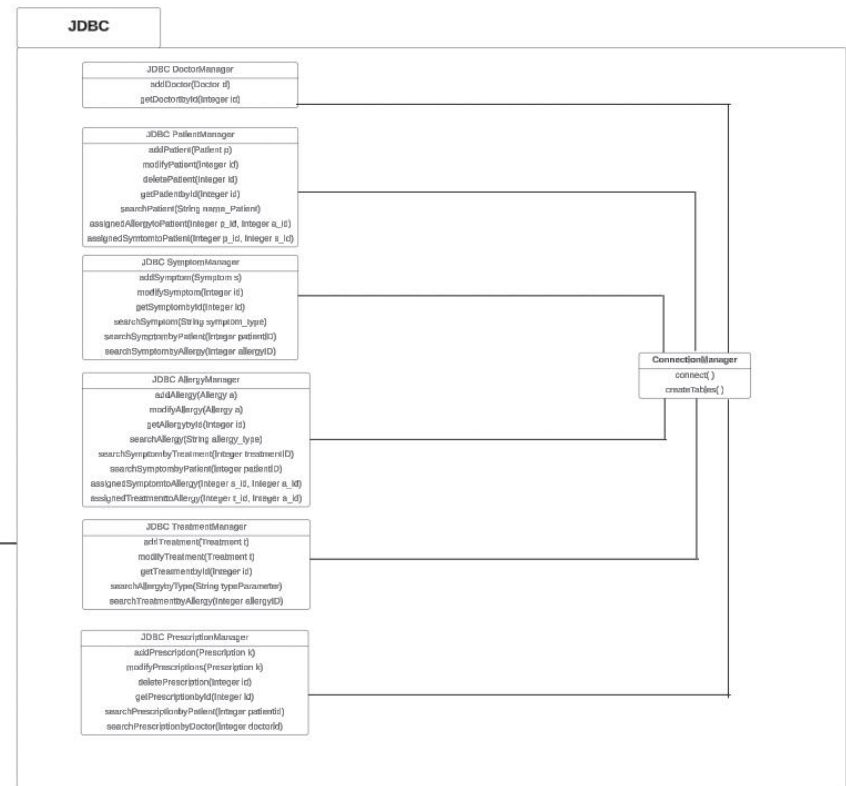 JDBC
JDBC DoctorManager
addDoctor(Doctor d)
getDoctorbyId(Integer id)
JDBC PatientManager
addPatient(Patient p)
modifyPatient(Integer id)
deletePatient(Integer id)
getPatientbyId(Integer id)
searchPatient(String name_Patient)
assignedAllergytoPatient(Integer p_id, Integer a_id)
assignedSymtomtoPatient(Integer p_id, Integer s_id)
JDBC SymptomManager
addSymptom(Symptom s)
modifySymptom(Integer id)
getSymptombyId(Integer id)
searchSymptom(String symptom_type)
searchSymptombyPatient(Integer patientID)
searchSymptombyAllergy(Integer allergyID)
ConnectionManager
connect( )
createTables( )
JDBC AllergyManager
addAllergy(Allergy a)
modifyAllergy(Allergy a)
getAllergybyId(Integer id)
searchAllergy(String allergy_type)
searchSymptombyTreatment(Integer treatmentID)
searchSymptombyPatient(Integer patientID)
assignedSymptomtoAllergy(Integer s_id, Integer a_id)
assignedTreatmenttoAllergy(Integer t_id, Integer a_id)
JDBC TreatmentManager
addTreatment(Treatment t)
modifyTreatment(Treatment t)
getTreatmentbyId(Integer id)
searchAllergybyType(String typeParameter)
searchTreatmentbyAllergy(Integer allergyID)
JDBC PrescriptionManager
addPrescription(Prescription k)
modifyPrescriptions(Prescription k)
deletePrescription(Integer id)
getPrescriptionbyId(Integer id)
searchPrescriptionbyPatient(Integer patientid)
searchPrescriptionbyDoctor(Integer doctorid)